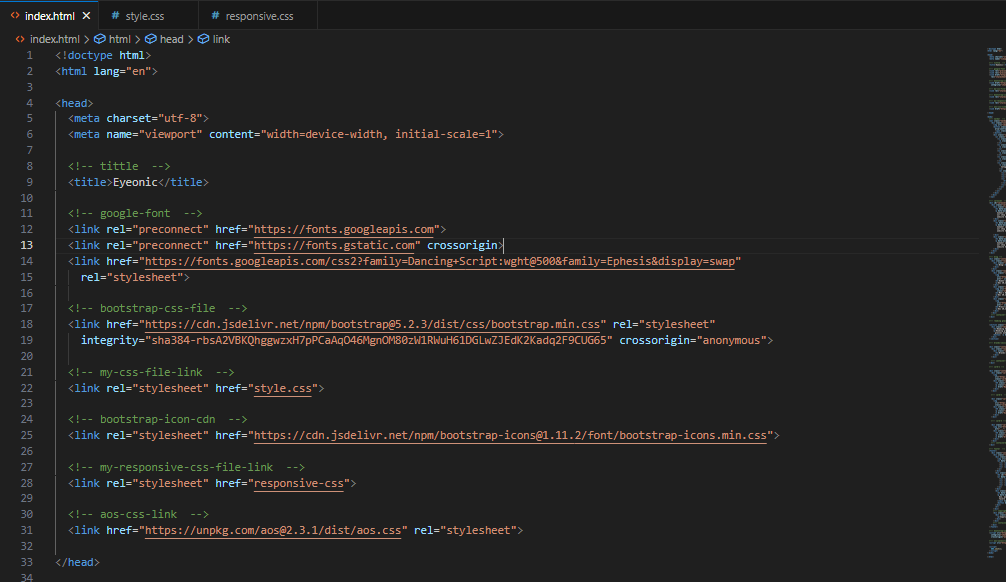 index.html
style.css
responsive.css
index.html > html > head > link
1 <!doctype html>
2 <html lang="en">
3
4 <head>
5 <meta charset="utf-8">
6 <meta name="viewport" content="width=device-width, initial-scale=1">
7
8 <!-- tittle  -->
9 <title>Eyeonic</title>
10
11 <!-- google-font  -->
12 <link rel="preconnect" href="https://fonts.googleapis.com">
13 <link rel="preconnect" href="https://fonts.gstatic.com" crossorigin>
14 <link href="https://fonts.googleapis.com/css2?family=Dancing+Script:wght@500&family=Ephesis&display=swap"
15 rel="stylesheet">
16
17 <!-- bootstrap-css-file  -->
18 <link href="https://cdn.jsdelivr.net/npm/bootstrap@5.2.3/dist/css/bootstrap.min.css" rel="stylesheet"
19 integrity="sha384-rbsA2VBKQhggwzxH7pPCaAqO46MgnOM80zW1RWuH61DGLwZJEdK2Kadq2F9CUG65" crossorigin="anonymous">
20
21 <!-- my-css-file-link  -->
22 <link rel="stylesheet" href="style.css">
23
24 <!-- bootstrap-icon-cdn  -->
25 <link rel="stylesheet" href="https://cdn.jsdelivr.net/npm/bootstrap-icons@1.11.2/font/bootstrap-icons.min.css">
26
27 <!-- my-responsive-css-file-link  -->
28 <link rel="stylesheet" href="responsive-css">
29
30 <!-- aos-css-link  -->
31 <link href="https://unpkg.com/aos@2.3.1/dist/aos.css" rel="stylesheet">
32
33 </head>
34